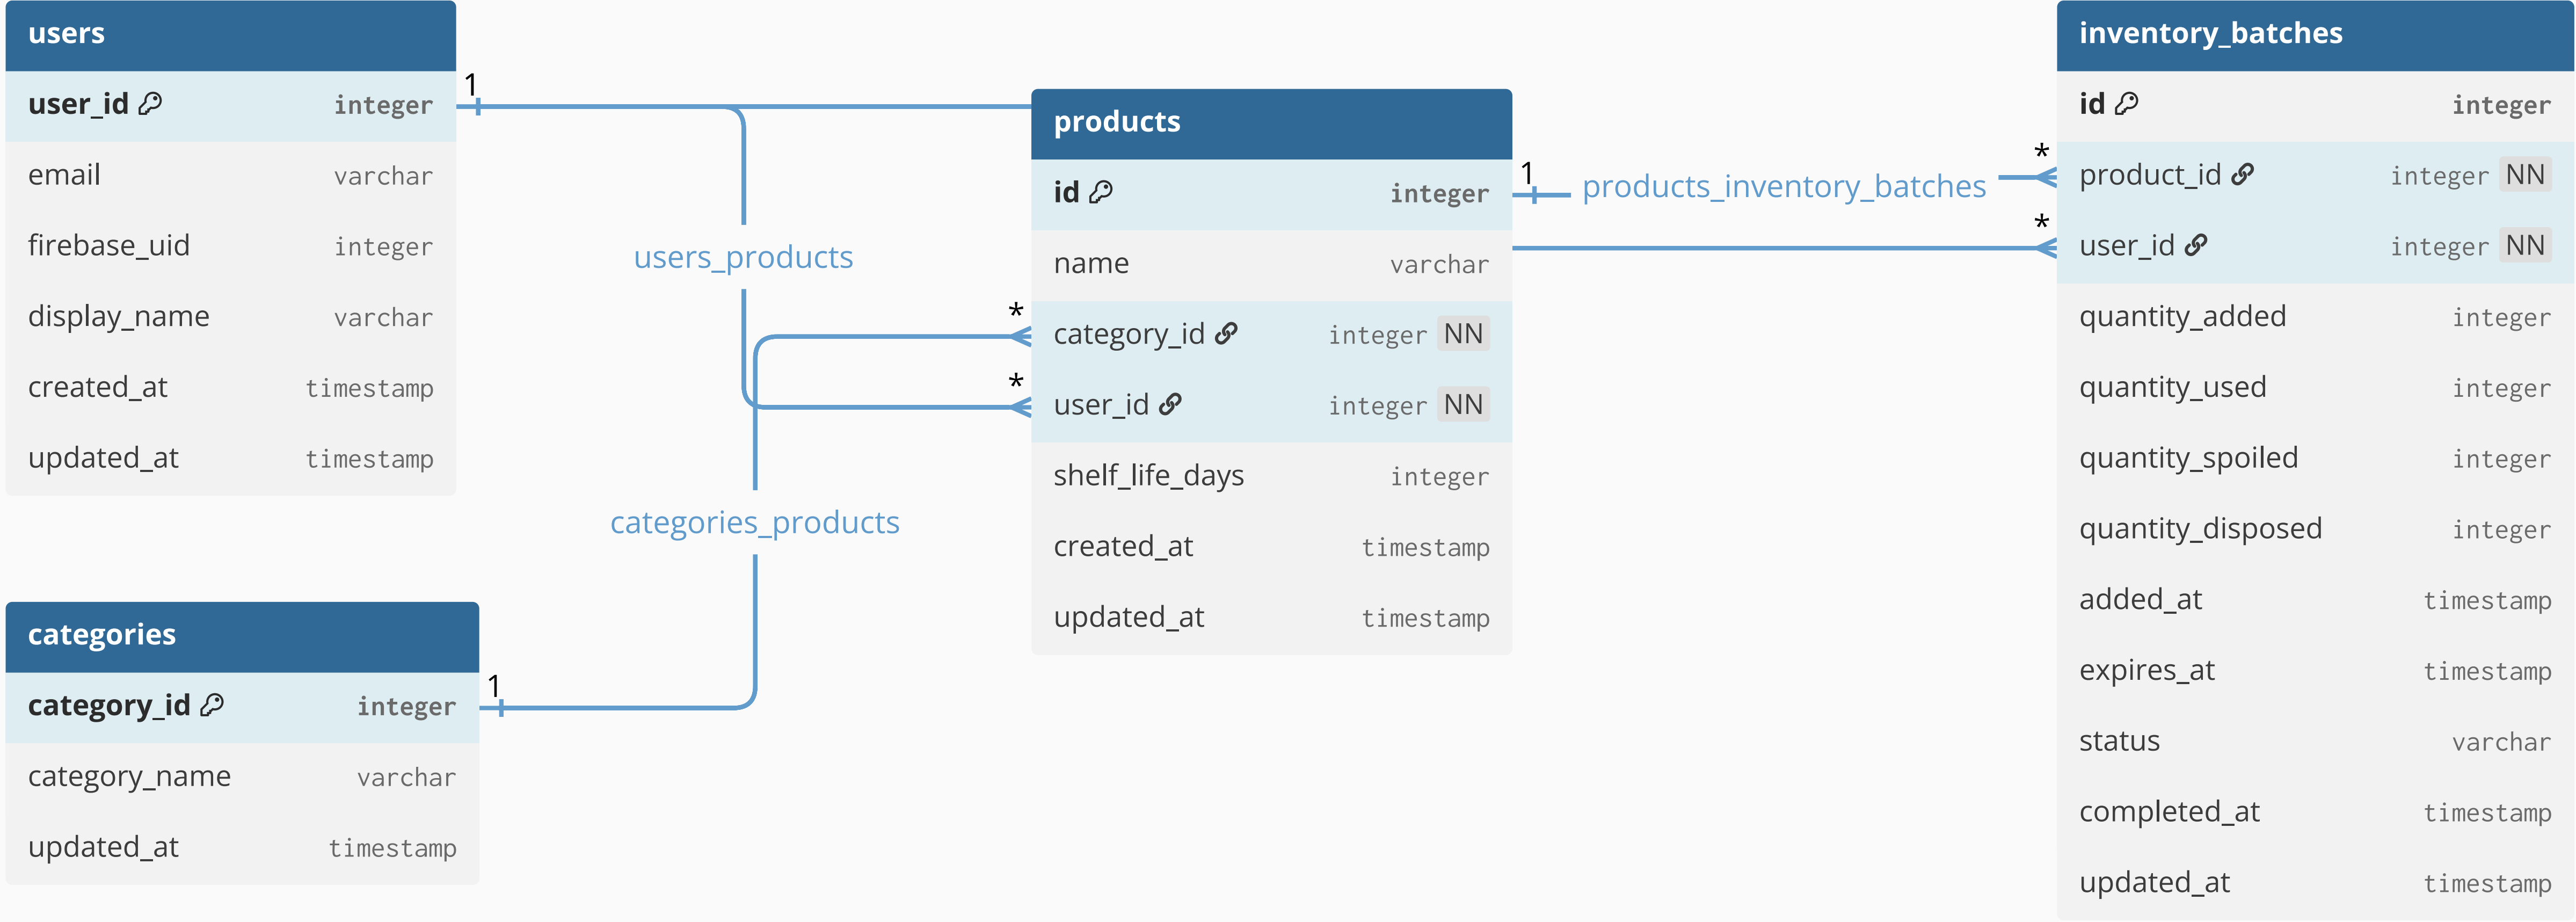 users
user_id integer
email varchar
firebase_uid integer
display_name varchar
created_at timestamp
updated_at timestamp
1
users_products
categories_products
categories
category_id integer
category_name varchar
updated_at timestamp
1
products
id integer
name varchar
* category_id integer NN
* user_id integer NN
shelf_life_days integer
created_at timestamp
updated_at timestamp
1
products_inventory_batches
inventory_batches
id integer
* product_id integer NN
* user_id integer NN
quantity_added integer
quantity_used integer
quantity_spoiled integer
quantity_disposed integer
added_at timestamp
expires_at timestamp
status varchar
completed_at timestamp
updated_at timestamp